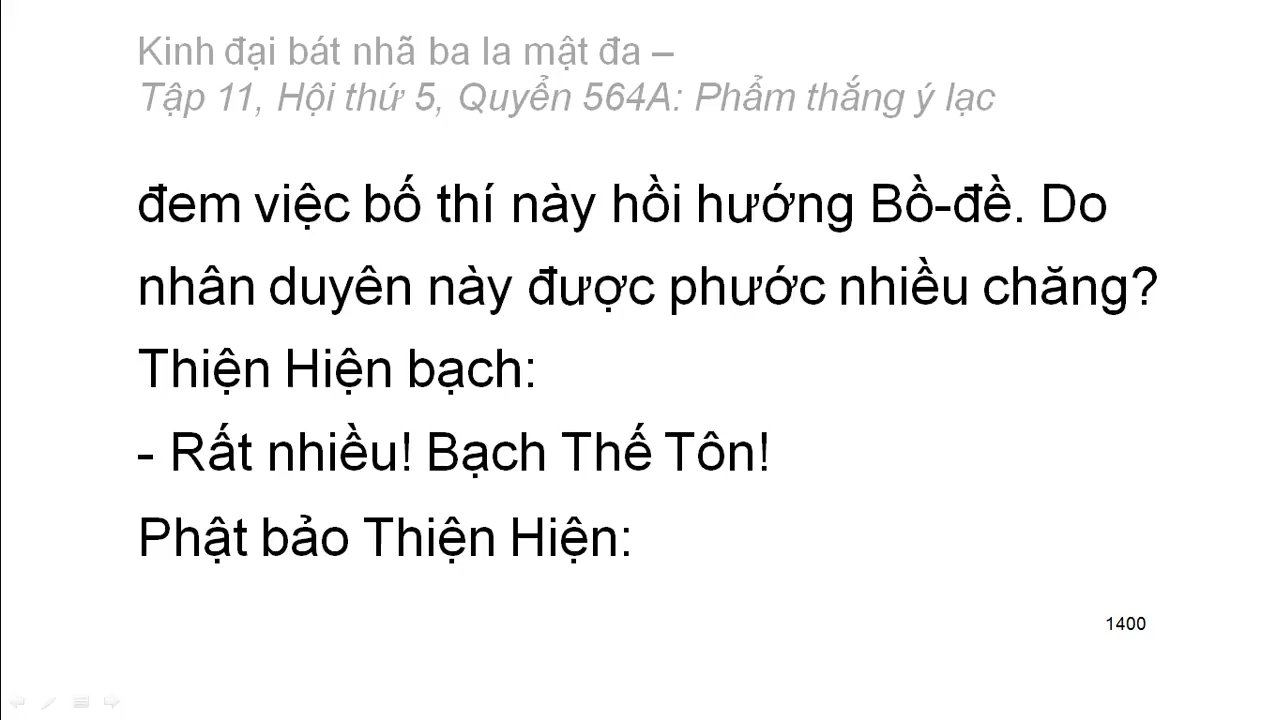 Kinh đại bát nhã ba la mật đa –
Tập 11, Hội thứ 5, Quyển 564A: Phẩm thắng ý lạc
đem việc bố thí này hồi hướng Bồ-đề. Do
nhân duyên này được phước nhiều chăng?
Thiện Hiện bạch:
- Rất nhiều! Bạch Thế Tôn!
Phật bảo Thiện Hiện:
1400